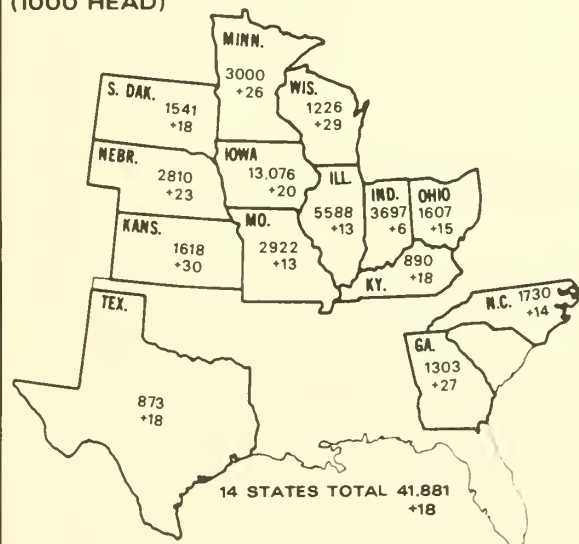 (1000 HEAD)
MINN.
3000
+26
S. DAK.
1541
+18
WIS.
1226
+29
NEBR.
2810
+23
IOWA
13,076
+20
ILL.
5588
+13
IND.
3697
+6
OHIO
1607
+15
KANS.
1618
+30
MO.
2922
+13
890
+18
KY.
TEX.
873
+18
N.C. 1730
+14
GA.
1303
+27
14 STATES TOTAL 41.881
+18